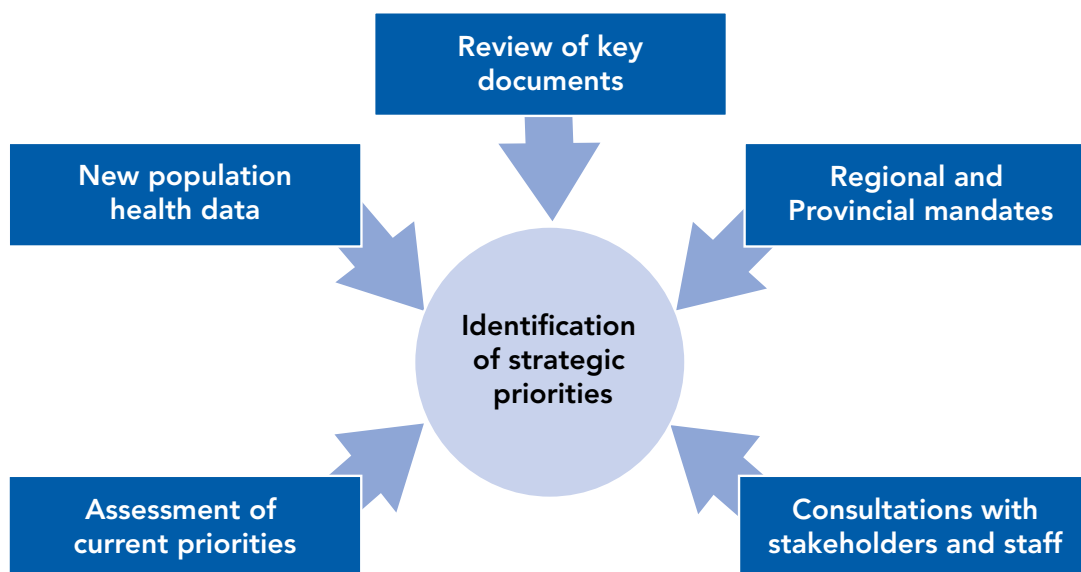 Review of key
documents
New population
health data
Regional and
Provincial mandates
Identification
of strategic
priorities
Assessment of
current priorities
Consultations with
stakeholders and staff